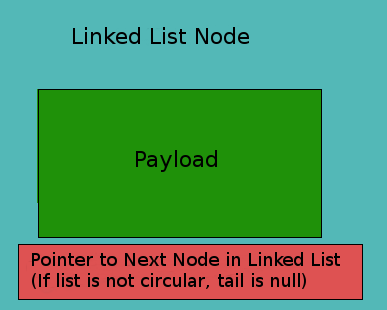 Linked List Node
Payload
Pointer to Next Node in Linked List
(If list is not circular, tail is null)